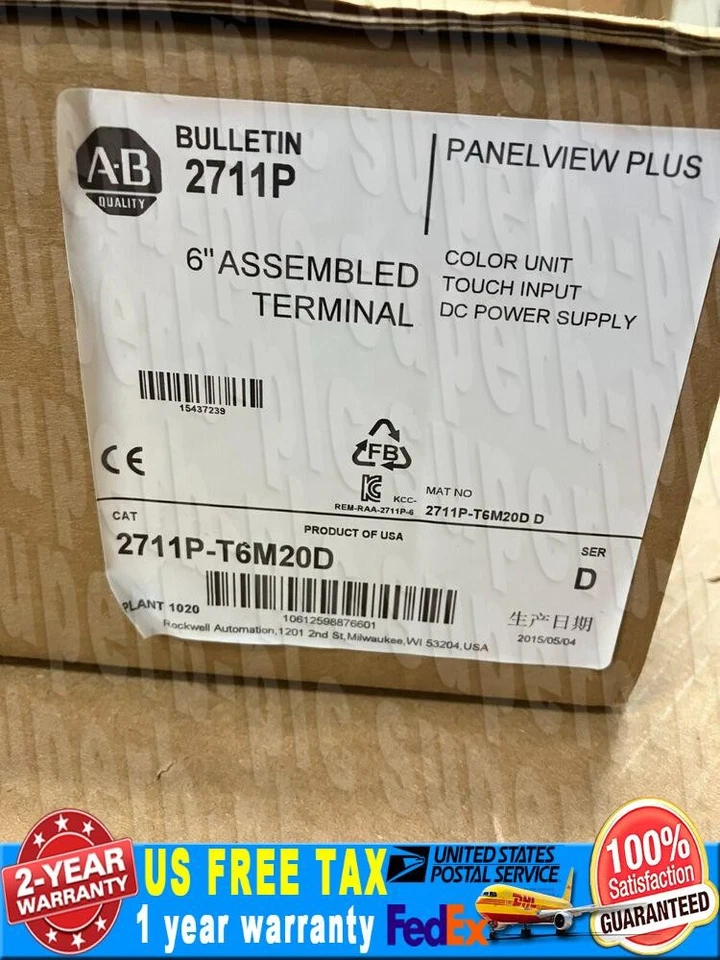 BULLETIN
2711P
A-B
QUALITY
PANELVIEW PLUS
6" ASSEMBLED
TERMINAL
COLOR UNIT
TOUCH INPUT
DC POWER SUPPLY
15437239
CE
FB
KCC-
REM-RAA-2711P-6
MAT NO
2711P-T6M20D D
CAT
PRODUCT OF USA
2711P-T6M20D
SER
D
PLANT 1020
10612598876601
Rockwell Automation, 1201 2nd St, Milwaukee, WI 53204, USA
生产日期
2015/05/04
superb-plc
2-YEAR
WARRANTY
US FREE TAX
1 year warranty
UNITED STATES
POSTAL SERVICE
FedEx
DHL
100%
Satisfaction
GUARANTEED